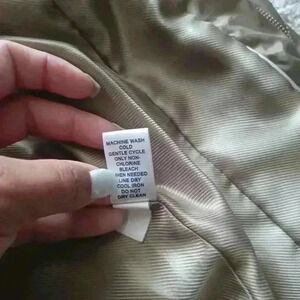 MACHINE WASH
COLD
GENTLE CYCLE
ONLY NON-
CHLORINE
BLEACH
WHEN NEEDED
LINE DRY
COOL IRON
DO NOT
DRY CLEAN